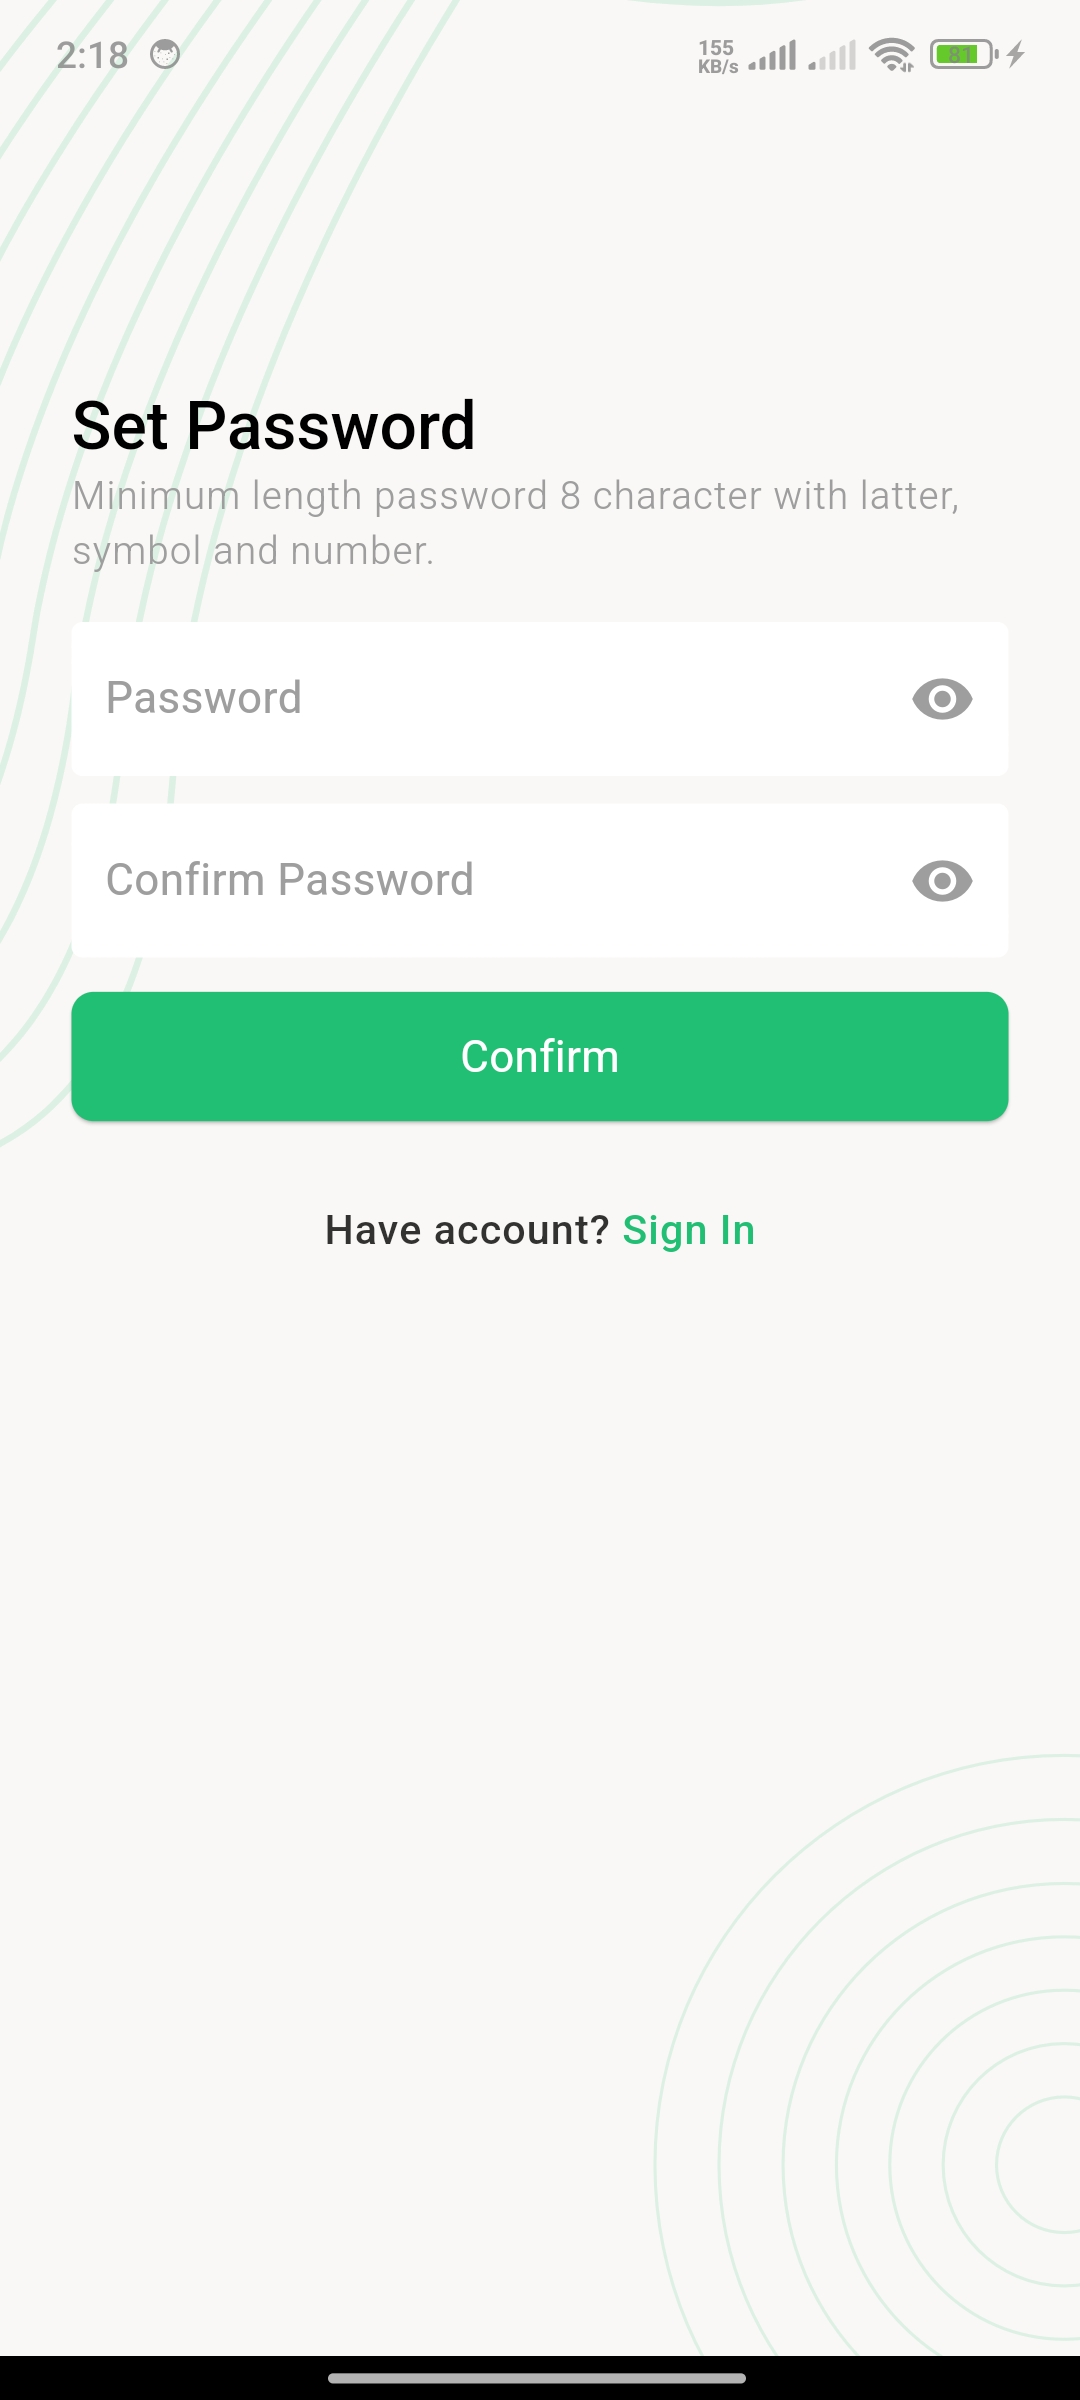 2:18
155
KB/s
81
Set Password
Minimum length password 8 character with latter,
symbol and number.
Password
Confirm Password
Confirm
Have account? Sign In